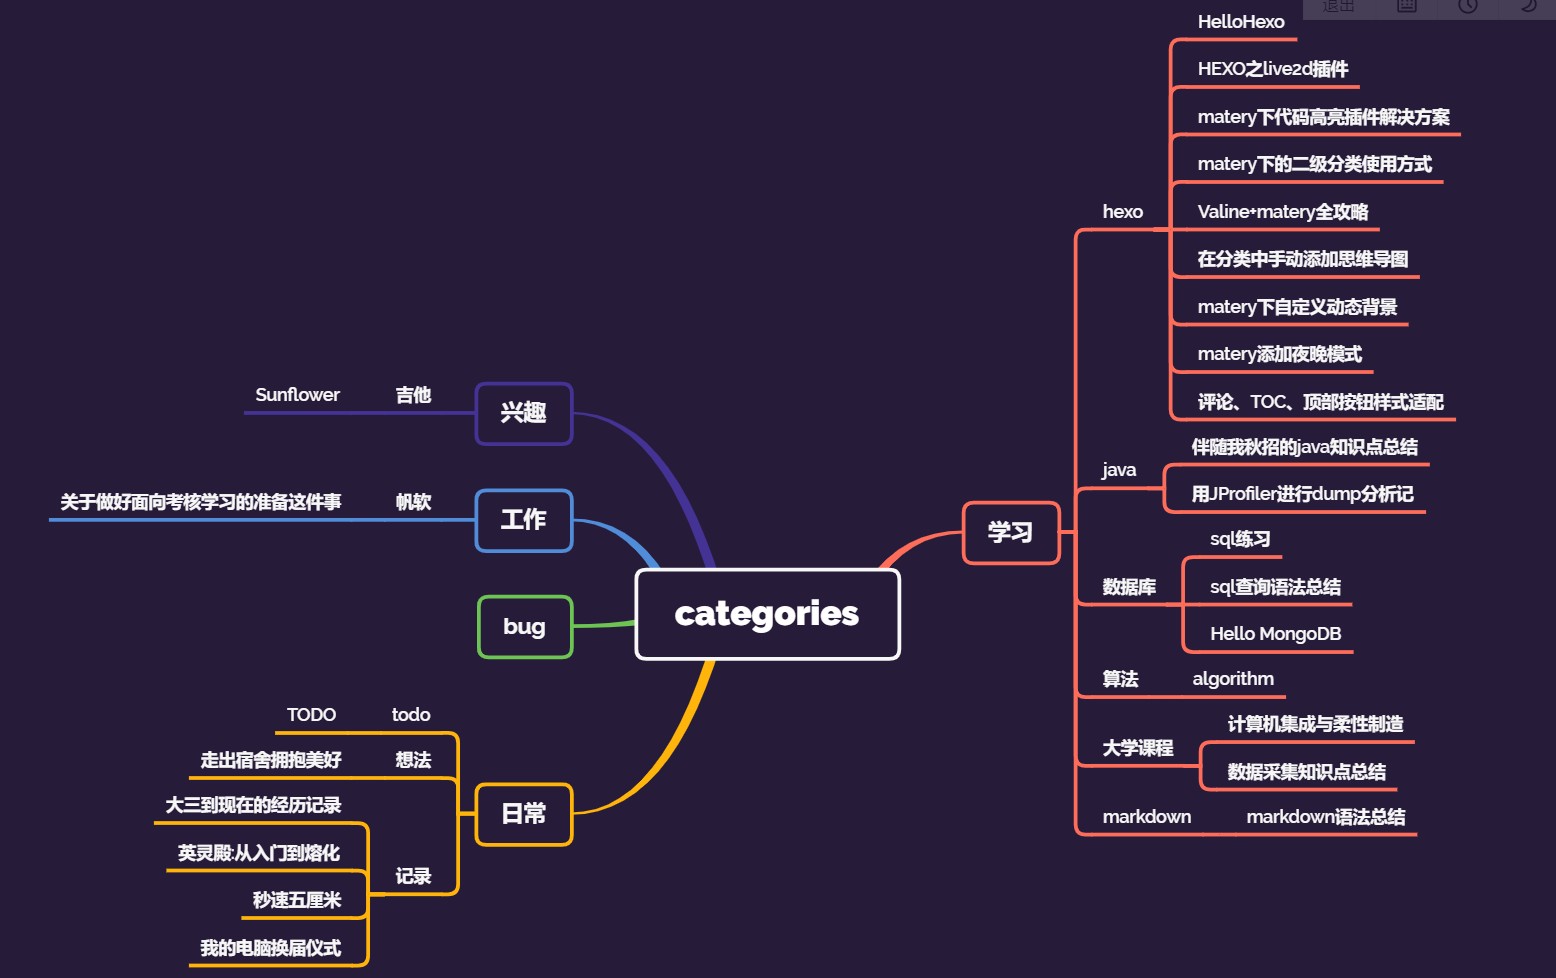 退出
categories
学习
hexo
HelloHexo
HEXO之live2d插件
matery下代码高亮插件解决方案
matery下的二级分类使用方式
Valine+matery全攻略
在分类中手动添加思维导图
matery下自定义动态背景
matery添加夜晚模式
评论、TOC、顶部按钮样式适配
java
伴随我秋招的java知识点总结
用JProfiler进行dump分析记
数据库
sql练习
sql查询语法总结
Hello MongoDB
算法
algorithm
大学课程
计算机集成与柔性制造
数据采集知识点总结
markdown
markdown语法总结
兴趣
吉他
Sunflower
工作
帆软
关于做好面向考核学习的准备这件事
bug
日常
todo
TODO
想法
走出宿舍拥抱美好
记录
大三到现在的经历记录
英灵殿:从入门到熔化
秒速五厘米
我的电脑换届仪式